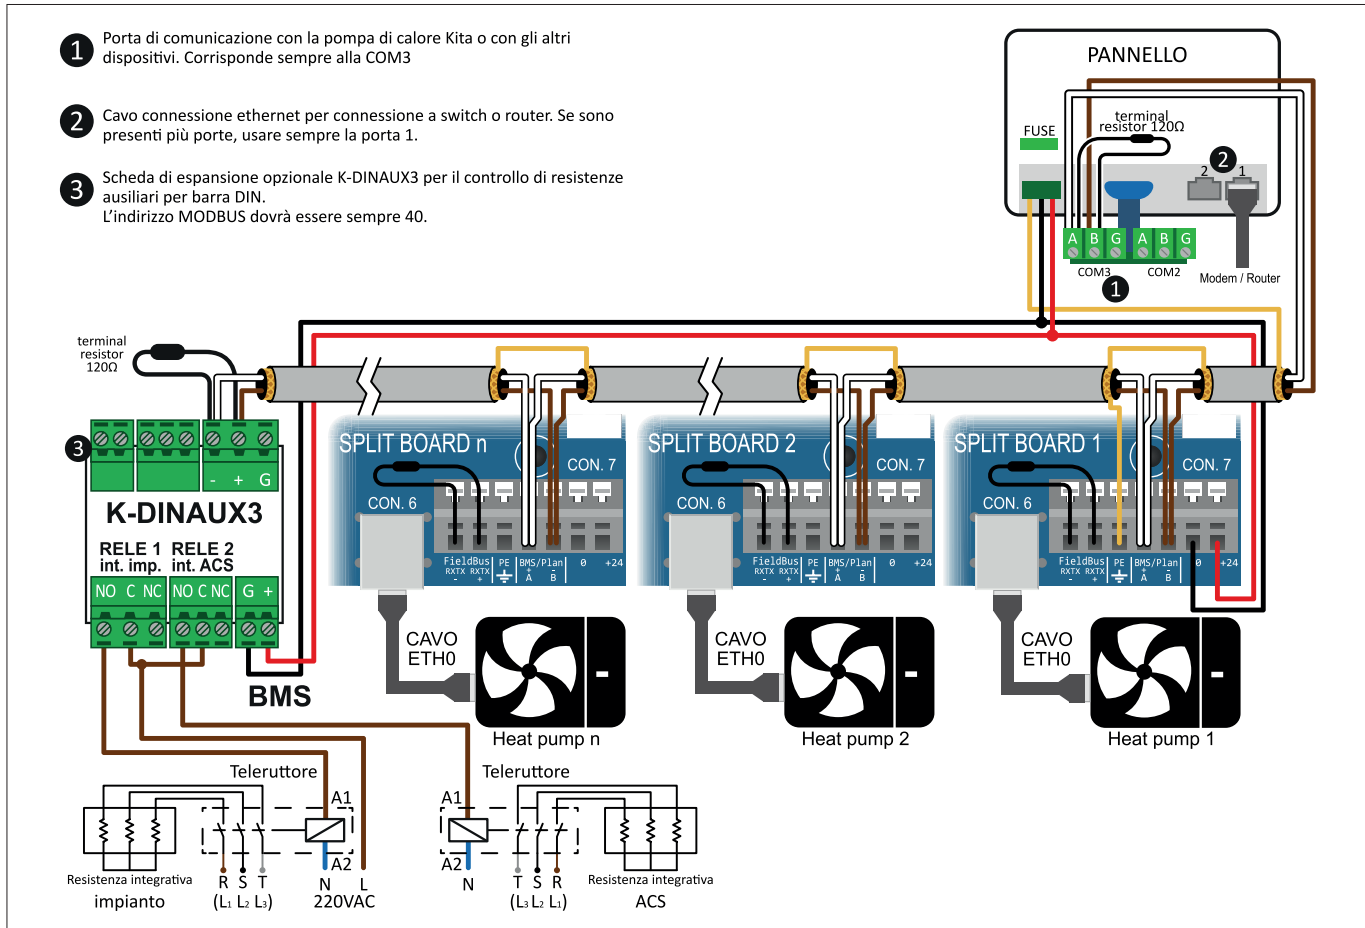 1 Porta di comunicazione con la pompa di calore Kita o con gli altri
dispositivi. Corrisponde sempre alla COM3
2 Cavo connessione ethernet per connessione a switch o router. Se sono
presenti più porte, usare sempre la porta 1.
3 Scheda di espansione opzionale K-DINAUX3 per il controllo di resistenze
ausiliari per barra DIN.
L'indirizzo MODBUS dovrà essere sempre 40.
PANNELLO
FUSE
terminal
resistor 120Ω
2
2 1
A B G A B G
COM3 COM2
1
Modem / Router
terminal
resistor
120Ω
3
- + G
K-DINAUX3
RELE 1 RELE 2
int. imp. int. ACS
NO C NC NO C NC G +
BMS
SPLIT BOARD n
CON. 7
CON. 6
FieldBus PE BMS/Plan 0 +24
RXTX RXTX + -
- + A B
CAVO
ETH0
Heat pump n
SPLIT BOARD 2
CON. 7
CON. 6
FieldBus PE BMS/Plan 0 +24
RXTX RXTX + -
- + A B
CAVO
ETH0
Heat pump 2
SPLIT BOARD 1
CON. 7
CON. 6
FieldBus PE BMS/Plan 0 +24
RXTX RXTX + -
- + A B
CAVO
ETH0
Heat pump 1
Teleruttore
A1
A2
Resistenza integrativa
impianto
R S T
(L1 L2 L3)
N L
220VAC
Teleruttore
A1
A2
N
T S R
(L3 L2 L1)
Resistenza integrativa
ACS